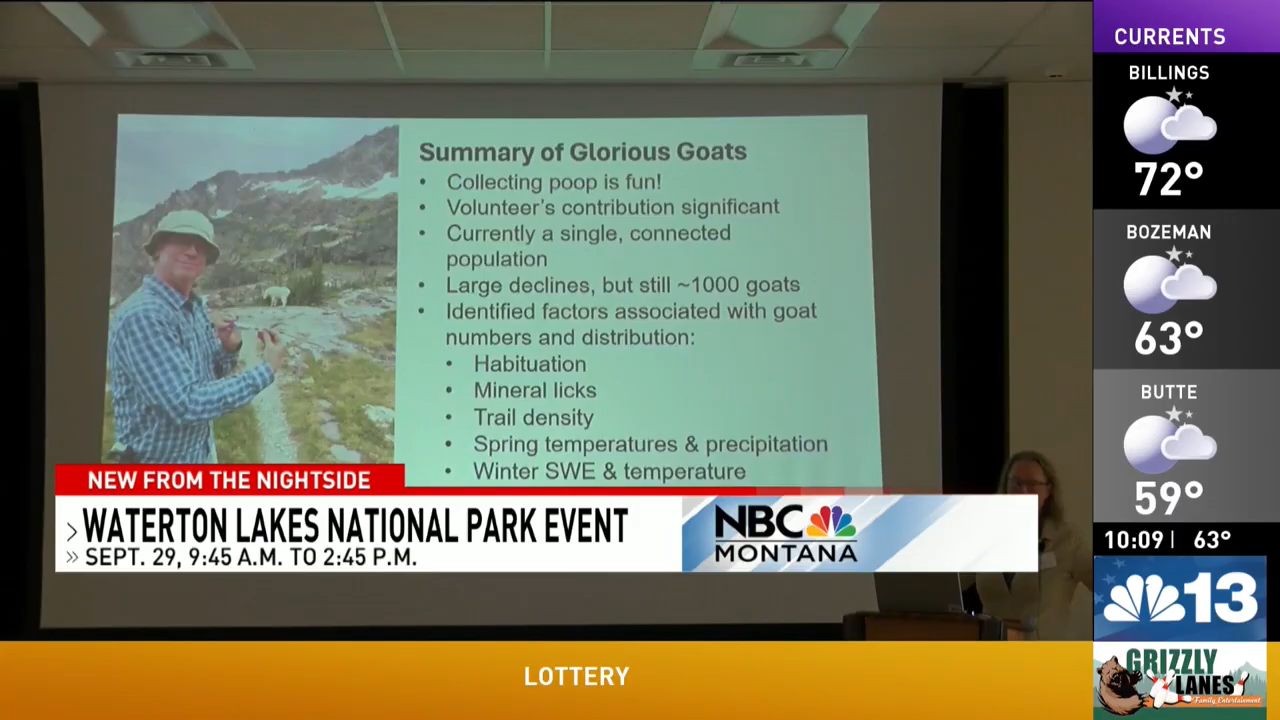 Summary of Glorious Goats
• Collecting poop is fun!
• Volunteer's contribution significant
• Currently a single, connected
population
• Large declines, but still ~1000 goats
• Identified factors associated with goat
numbers and distribution:
• Habituation
• Mineral licks
• Trail density
• Spring temperatures & precipitation
• Winter SWE & temperature
NEW FROM THE NIGHTSIDE
WATERTON LAKES NATIONAL PARK EVENT
SEPT. 29, 9:45 A.M. TO 2:45 P.M.
NBC
MONTANA
LOTTERY
CURRENTS
BILLINGS
72°
BOZEMAN
63°
BUTTE
59°
10:09 | 63°
13
GRIZZLY
LANES
Family Entertainment